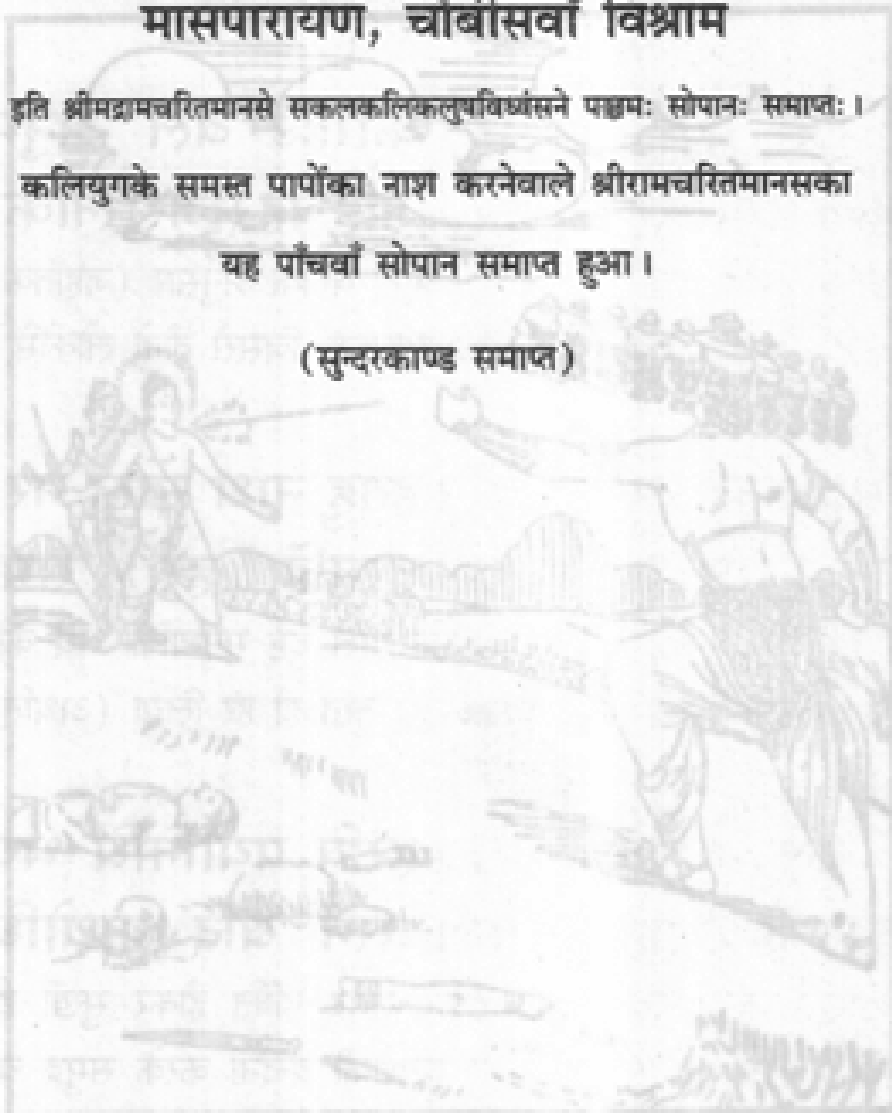 मासपारायण, चौबीसवाँ विश्राम
इति श्रीमद्रामचरितमानसे सकलकलिकलुषविध्वंसने पञ्चमः सोपानः समाप्तः।
कलियुगके समस्त पापोंका नाश करनेवाले श्रीरामचरितमानसका
यह पाँचवाँ सोपान समाप्त हुआ।
(सुन्दरकाण्ड समाप्त)